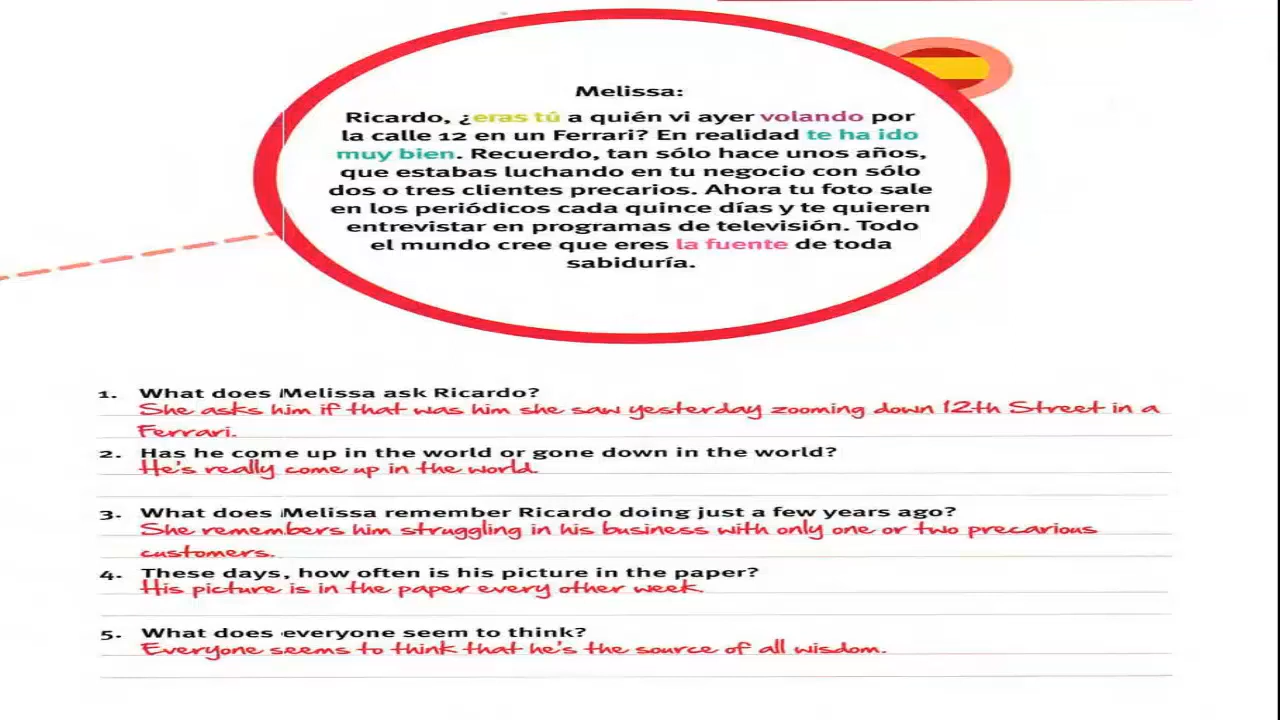 Melissa:
Ricardo, ¿eras tú a quién vi ayer volando por
la calle 12 en un Ferrari? En realidad te ha ido
muy bien. Recuerdo, tan sólo hace unos años,
que estabas luchando en tu negocio con sólo
dos o tres clientes precarios. Ahora tu foto sale
en los periódicos cada quince días y te quieren
entrevistar en programas de televisión. Todo
el mundo cree que eres la fuente de toda
sabiduría.
1. What does Melissa ask Ricardo?
She asks him if that was him she saw yesterday zooming down 12th Street in a
Ferrari.
2. Has he come up in the world or gone down in the world?
He's really come up in the world.
3. What does Melissa remember Ricardo doing just a few years ago?
She remembers him struggling in his business with only one or two precarious
customers.
4. These days, how often is his picture in the paper?
His picture is in the paper every other week.
5. What does everyone seem to think?
Everyone seems to think that he's the source of all wisdom.